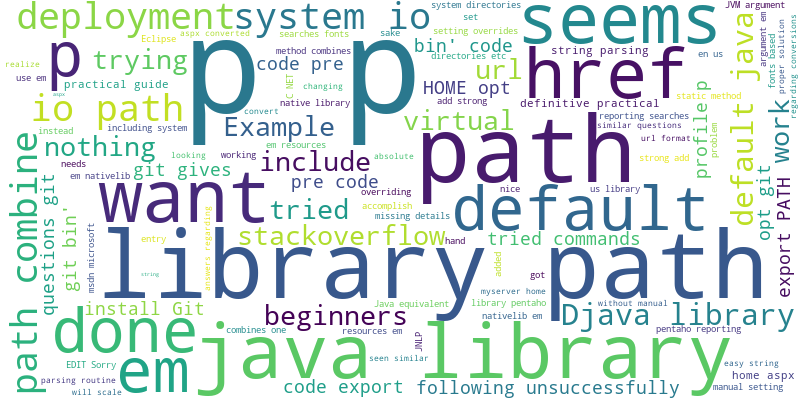 deployment
system io
seems
system directories
set
JVM argument
argument em
Eclipse
aspx converted
searches fonts
sake
setting overrides
p
p p
trying
method combines
code pre
bin' code
directories etc
string parsing
en us
default java
fonts based
proper solution
regarding conversions
realize
use em
practical guide
C NET
changing
url
href
io path
aspx
convert
native library
HOME opt
add strong
definitive practical
static method
instead
including system
Example
virtual
reporting searches
similar questions
work
nothing
em resources
path
url format
profile p
problem
path combine
needs
git gives
looking
working
include
absolute
strong add
em nativelib
want
pre code
overriding
default
nice
us library
opt git
export PATH
questions git
git bin'
tried
accomplish
missing details
msdn microsoft
entry
answers regarding
stackoverflow
hand
tried commands
library path
added
got
string
install Git
beginners
Java equivalent
library pentaho
myserver home
nativelib em
without manual
Djava library
done
combines one
resources em
JNLP
pentaho reporting
EDIT Sorry
em
java library
seen similar
easy string
home aspx
parsing routine
will scale
code export
following unsuccessfully
manual setting